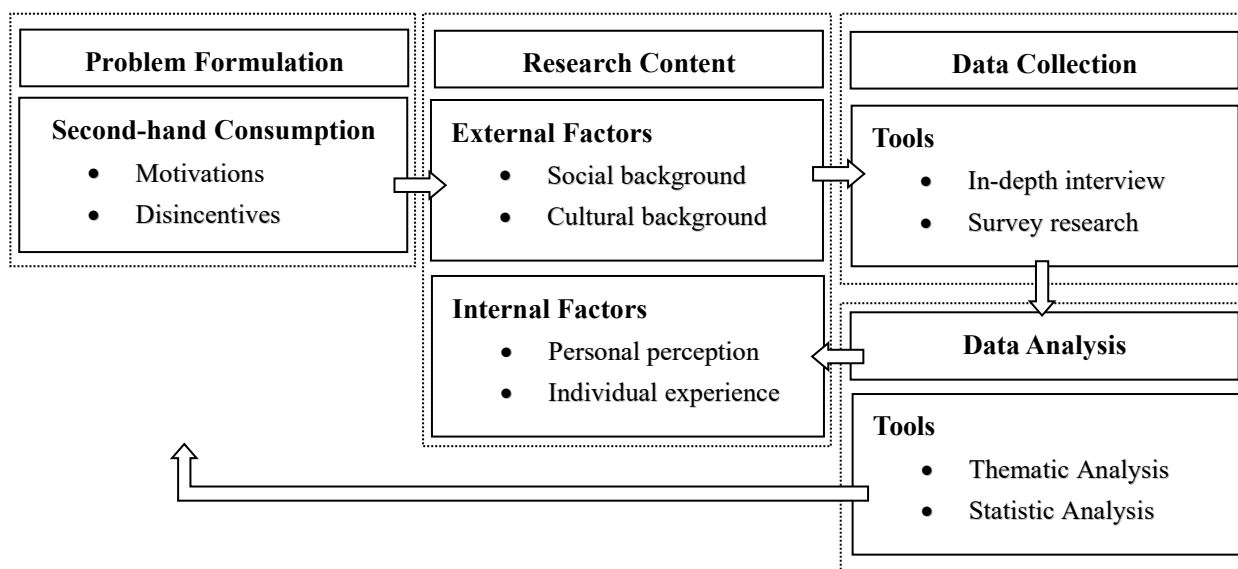 Problem Formulation
Second-hand Consumption
• Motivations
• Disincentives
Research Content
External Factors
• Social background
• Cultural background
Internal Factors
• Personal perception
• Individual experience
Data Collection
Tools
• In-depth interview
• Survey research
Data Analysis
Tools
• Thematic Analysis
• Statistic Analysis